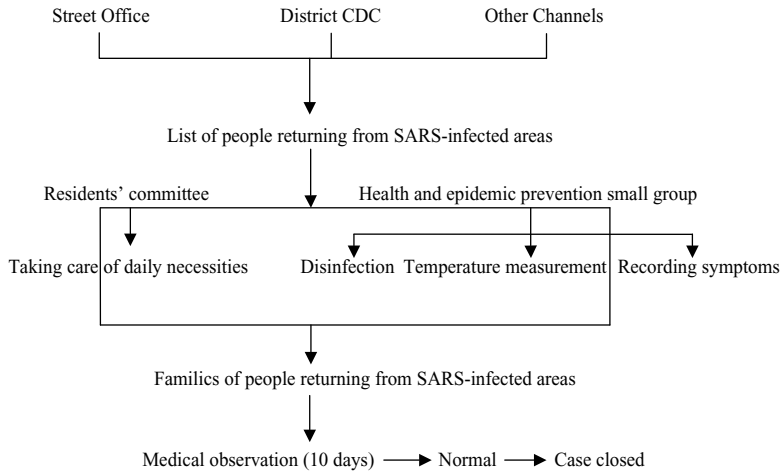 Street Office District CDC Other Channels
List of people returning from SARS-infected areas
Residents’ committee Health and epidemic prevention small group
Taking care of daily necessities Disinfection Temperature measurement Recording symptoms
Familics of people returning from SARS-infected areas
Medical observation (10 days) Normal Case closed